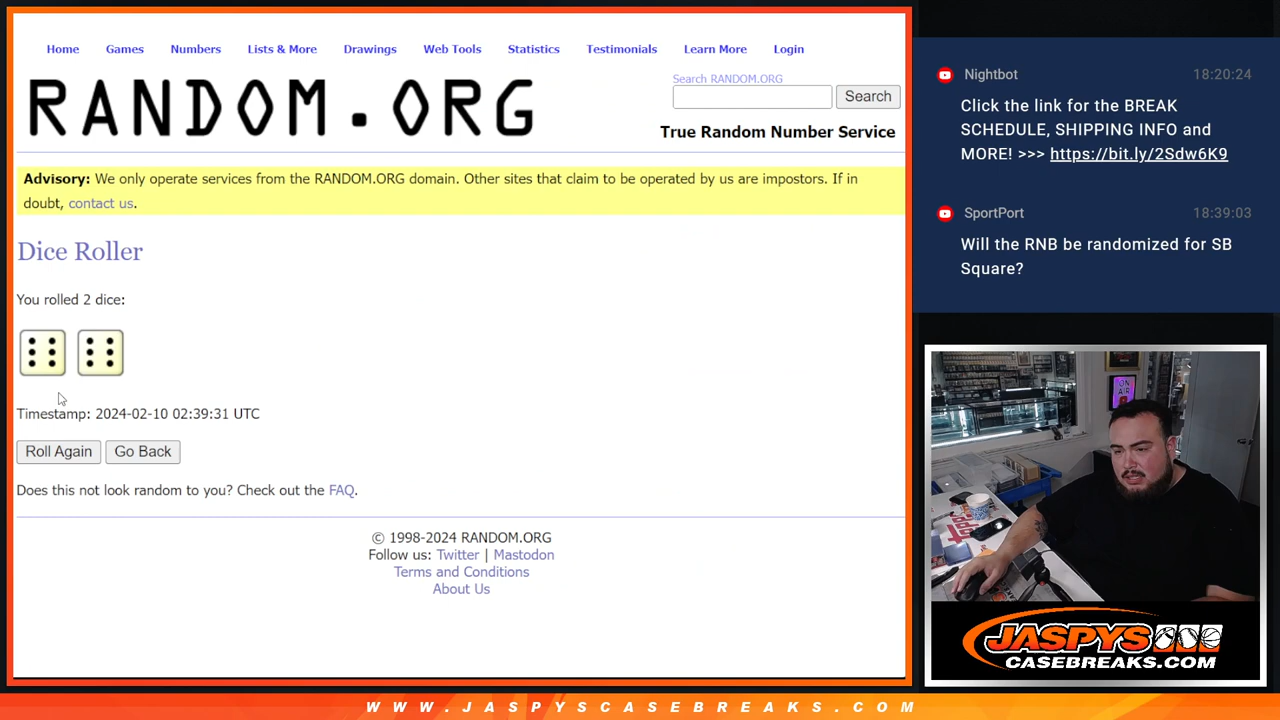 Home Games Numbers Lists & More Drawings Web Tools Statistics Testimonials Learn More Login
RANDOM.ORG
Search RANDOM.ORG
Search
True Random Number Service
Advisory: We only operate services from the RANDOM.ORG domain. Other sites that claim to be operated by us are impostors. If in
doubt, contact us.
Dice Roller
You rolled 2 dice:
Timestamp: 2024-02-10 02:39:31 UTC
Roll Again Go Back
Does this not look random to you? Check out the FAQ.
© 1998-2024 RANDOM.ORG
Follow us: Twitter | Mastodon
Terms and Conditions
About Us
Nightbot 18:20:24
Click the link for the BREAK
SCHEDULE, SHIPPING INFO and
MORE! >>> https://bit.ly/2Sdw6K9
SportPort 18:39:03
Will the RNB be randomized for SB
Square?
ON AIR
JASPYS
CASEBREAKS.COM
WWW.JASPYSCASEBREAKS.COM